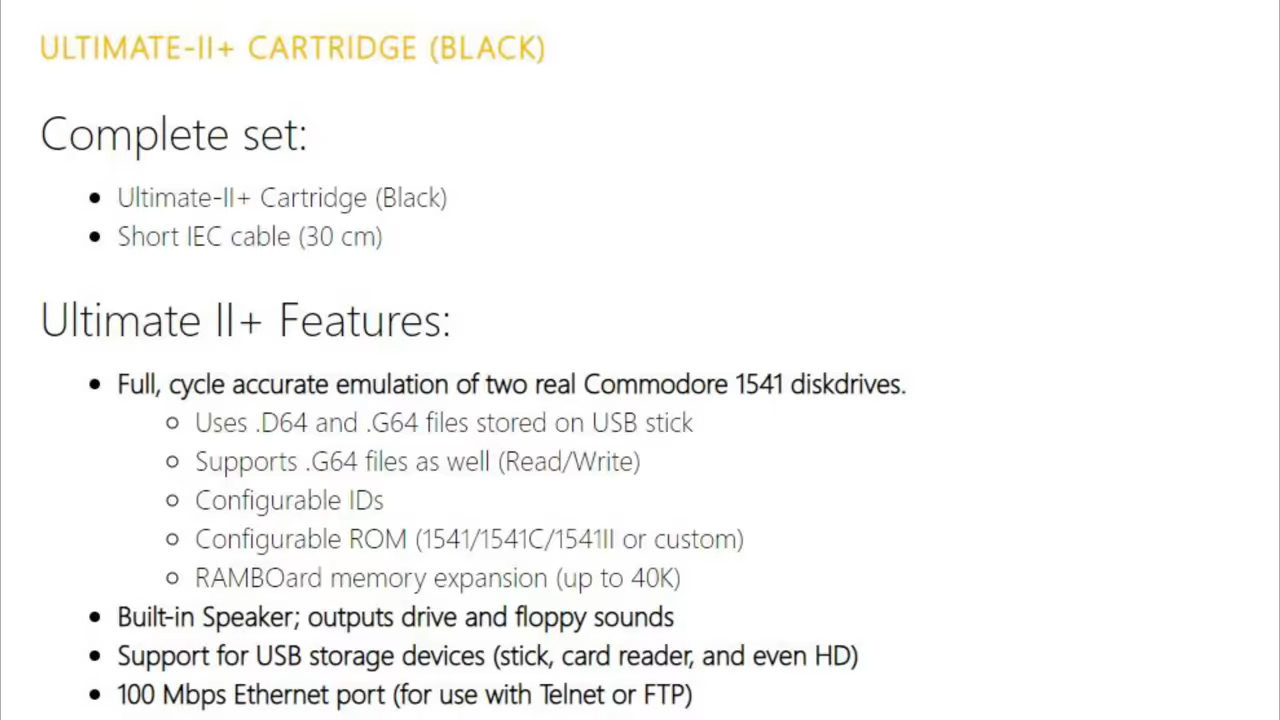 ULTIMATE-II+ CARTRIDGE (BLACK)
Complete set:
Ultimate-II+ Cartridge (Black)
Short IEC cable (30 cm)
Ultimate II+ Features:
Full, cycle accurate emulation of two real Commodore 1541 diskdrives.
Uses .D64 and .G64 files stored on USB stick
Supports .G64 files as well (Read/Write)
Configurable IDs
Configurable ROM (1541/1541C/1541II or custom)
RAMBOard memory expansion (up to 40K)
Built-in Speaker; outputs drive and floppy sounds
Support for USB storage devices (stick, card reader, and even HD)
100 Mbps Ethernet port (for use with Telnet or FTP)